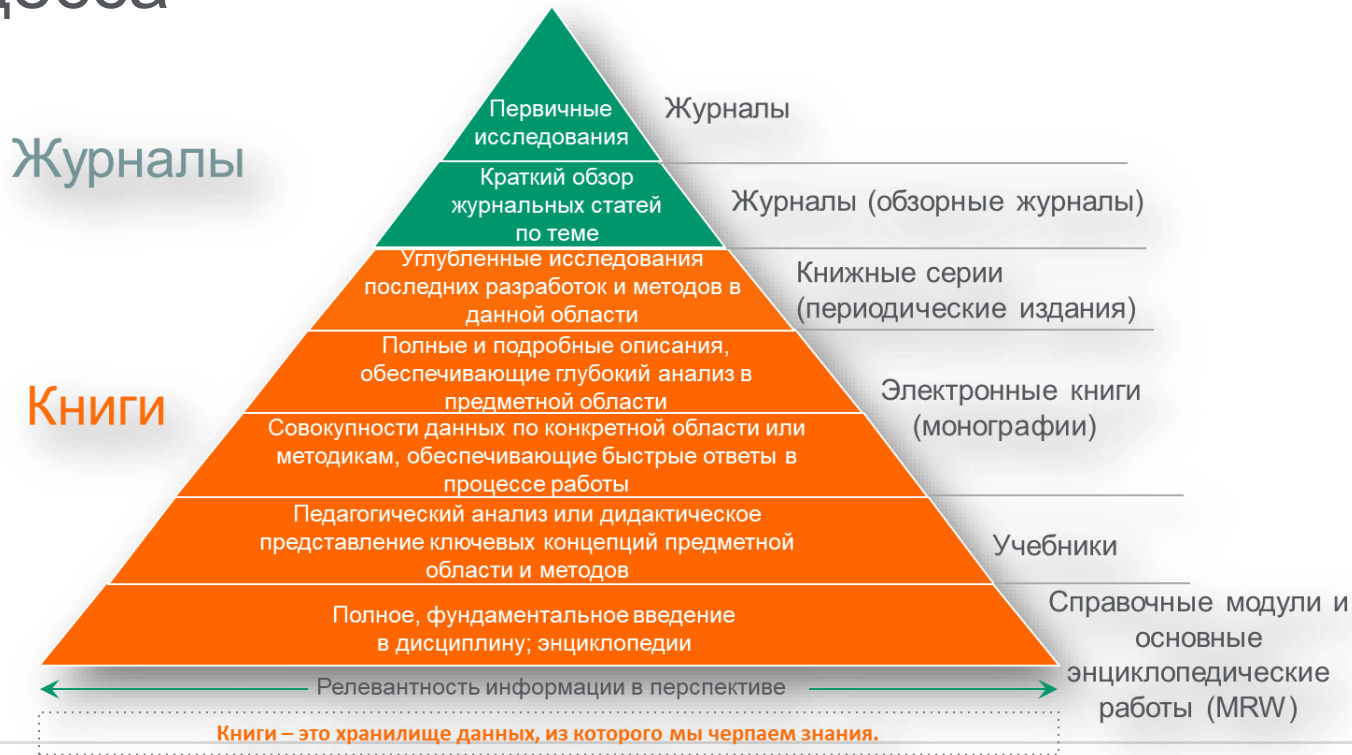 Журналы
Первичные
исследования
Журналы
Краткий обзор
журнальных статей
по теме
Журналы (обзорные журналы)
Углубленные исследования
последних разработок и методов в
данной области
Книжные серии
(периодические издания)
Книги
Полные и подробные описания,
обеспечивающие глубокий анализ в
предметной области
Совокупности данных по конкретной области или
методикам, обеспечивающие быстрые ответы в
процессе работы
Электронные книги
(монографии)
Педагогический анализ или дидактическое
представление ключевых концепций предметной
области и методов
Учебники
Полное, фундаментальное введение
в дисциплину; энциклопедии
Справочные модули и
основные
энциклопедические
работы (MRW)
Релевантность информации в перспективе
Книги – это хранилище данных, из которого мы черпаем знания.